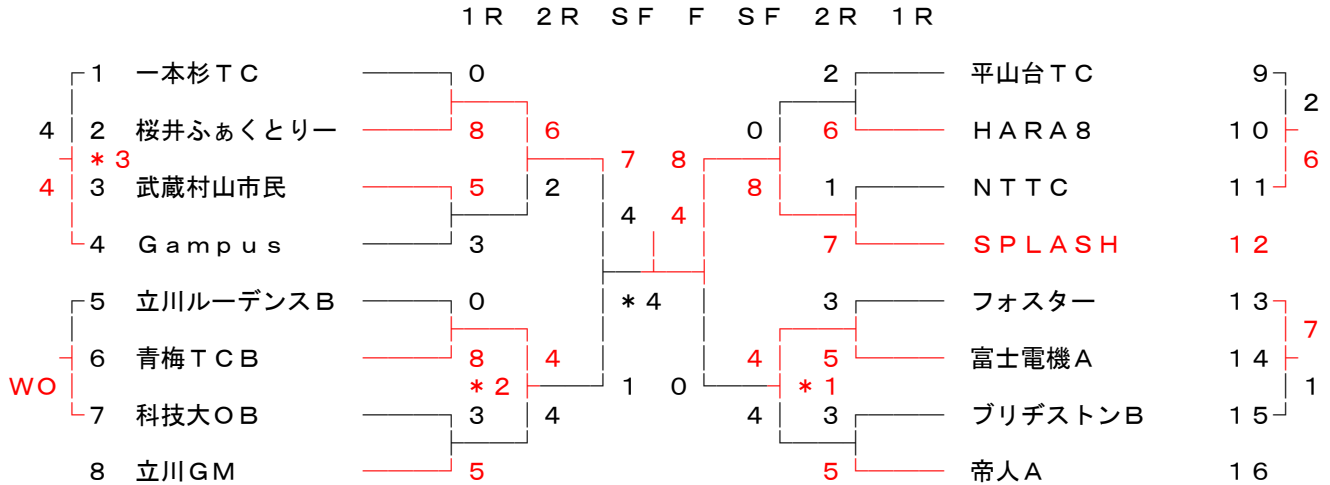 １Ｒ ２Ｒ ＳＦ Ｆ ＳＦ ２Ｒ １Ｒ
1 一本杉ＴＣ 0 2 平山台ＴＣ 9
2
4 2 桜井ふぁくとりー 8 6 0 6 ＨＡＲＡ８ 10
＊3 7 8 6
4 3 武蔵村山市民 5 2 8 1 ＮＴＴＣ 11
4 4
4 Ｇａｍｐｕｓ 3 7 ＳＰＬＡＳＨ 12
5 立川ルーデンスＢ 0 ＊4 3 フォスター 13
7
6 青梅ＴＣＢ 8 4 4 5 富士電機Ａ 14
ＷＯ ＊2 1 0 ＊1 1
7 科技大ＯＢ 3 4 4 3 ブリヂストンＢ 15
8 立川ＧＭ 5 5 帝人Ａ 16